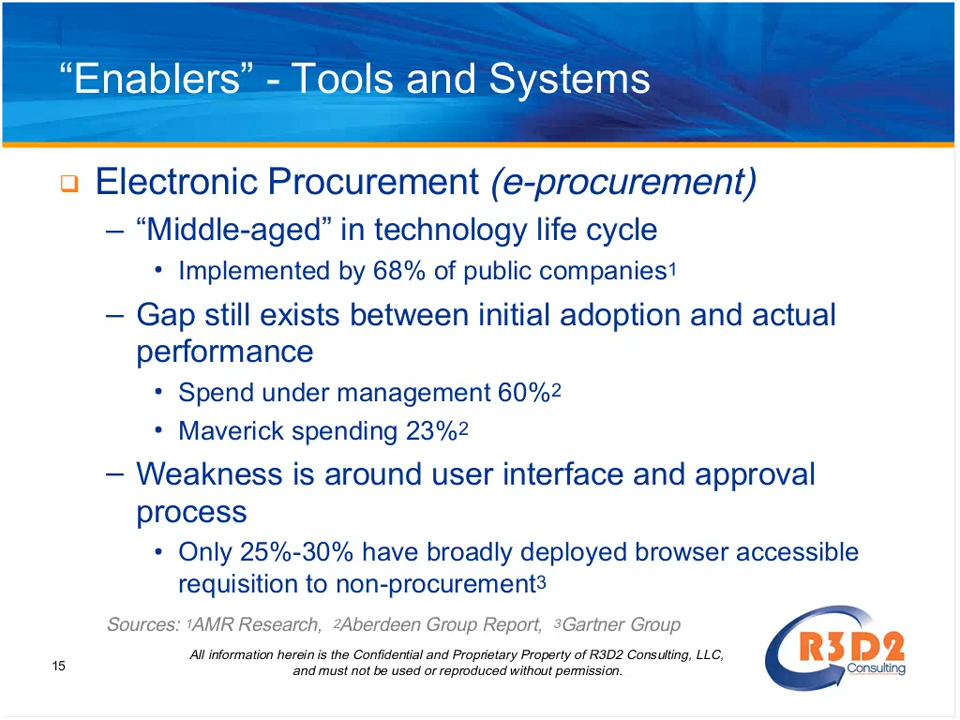 “Enablers” - Tools and Systems
❑ Electronic Procurement (e-procurement)
– “Middle-aged” in technology life cycle
• Implemented by 68% of public companies1
– Gap still exists between initial adoption and actual
performance
• Spend under management 60%2
• Maverick spending 23%2
– Weakness is around user interface and approval
process
• Only 25%-30% have broadly deployed browser accessible
requisition to non-procurement3
Sources: 1AMR Research, 2Aberdeen Group Report, 3Gartner Group
All information herein is the Confidential and Proprietary Property of R3D2 Consulting, LLC,
and must not be used or reproduced without permission.
15
R3D2
Consulting